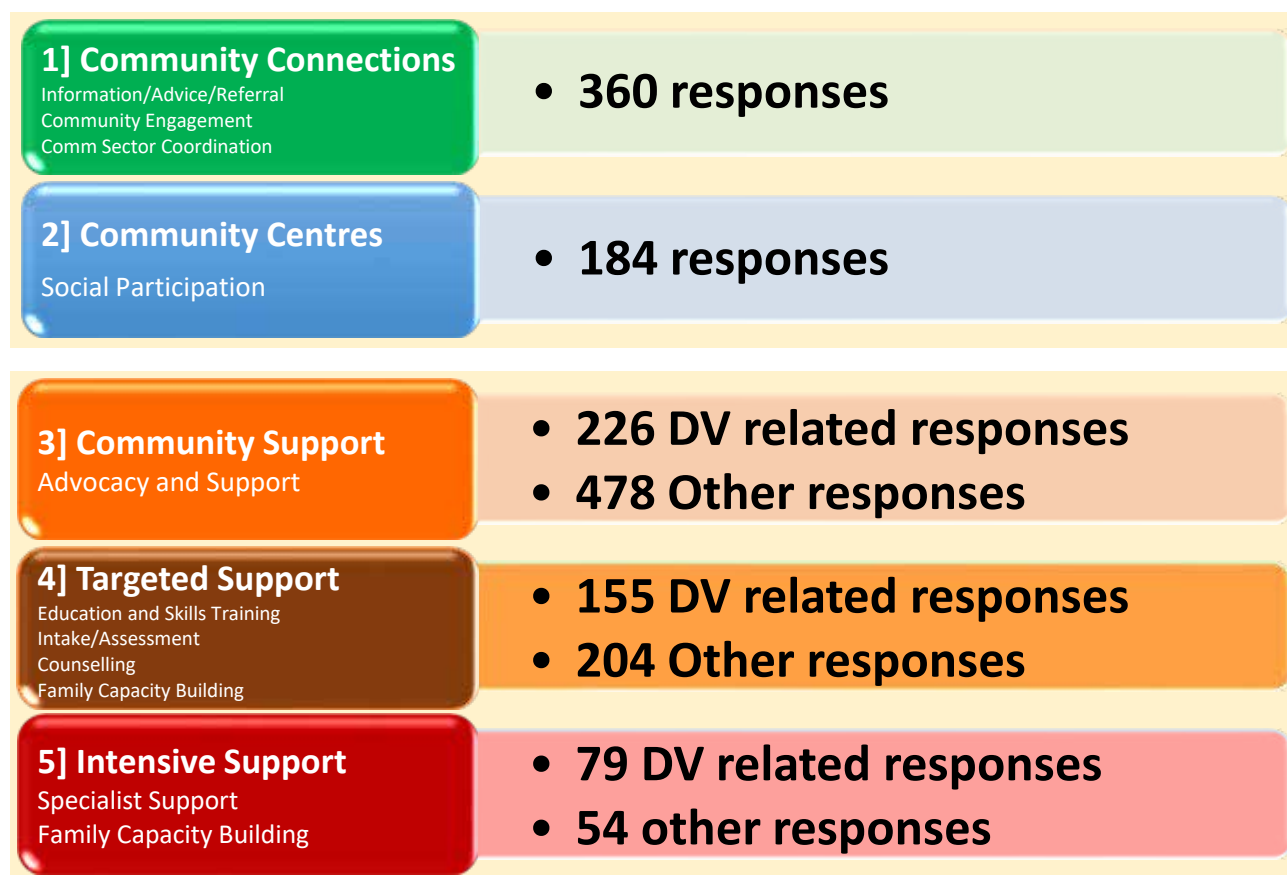 1] Community Connections
Information/Advice/Referral
Community Engagement
Comm Sector Coordination
• 360 responses
2] Community Centres
Social Participation
• 184 responses
3] Community Support
Advocacy and Support
• 226 DV related responses
• 478 Other responses
4] Targeted Support
Education and Skills Training
Intake/Assessment
Counselling
Family Capacity Building
• 155 DV related responses
• 204 Other responses
5] Intensive Support
Specialist Support
Family Capacity Building
• 79 DV related responses
• 54 other responses